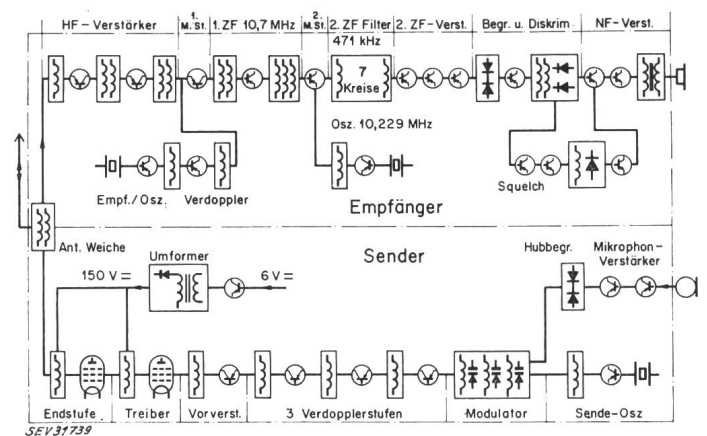 HF-Verstärker
1. M.St.
1. ZF 10,7 MHz
2. M.St.
2. ZF Filter
471 kHz
2. ZF-Verst.
Begr. u. Diskrim.
NF-Verst.
7
Kreise
Osz. 10,229 MHz
Empf./Osz.
Verdoppler
Squelch
Empfänger
Ant. Weiche
Sender
Umformer
150 V=
6V=
Hubbegr.
Mikrophon-
Verstärker
Endstufe
Treiber
Vorverst.
3 Verdopplerstufen
Modulator
Sende-Osz
SEV31739